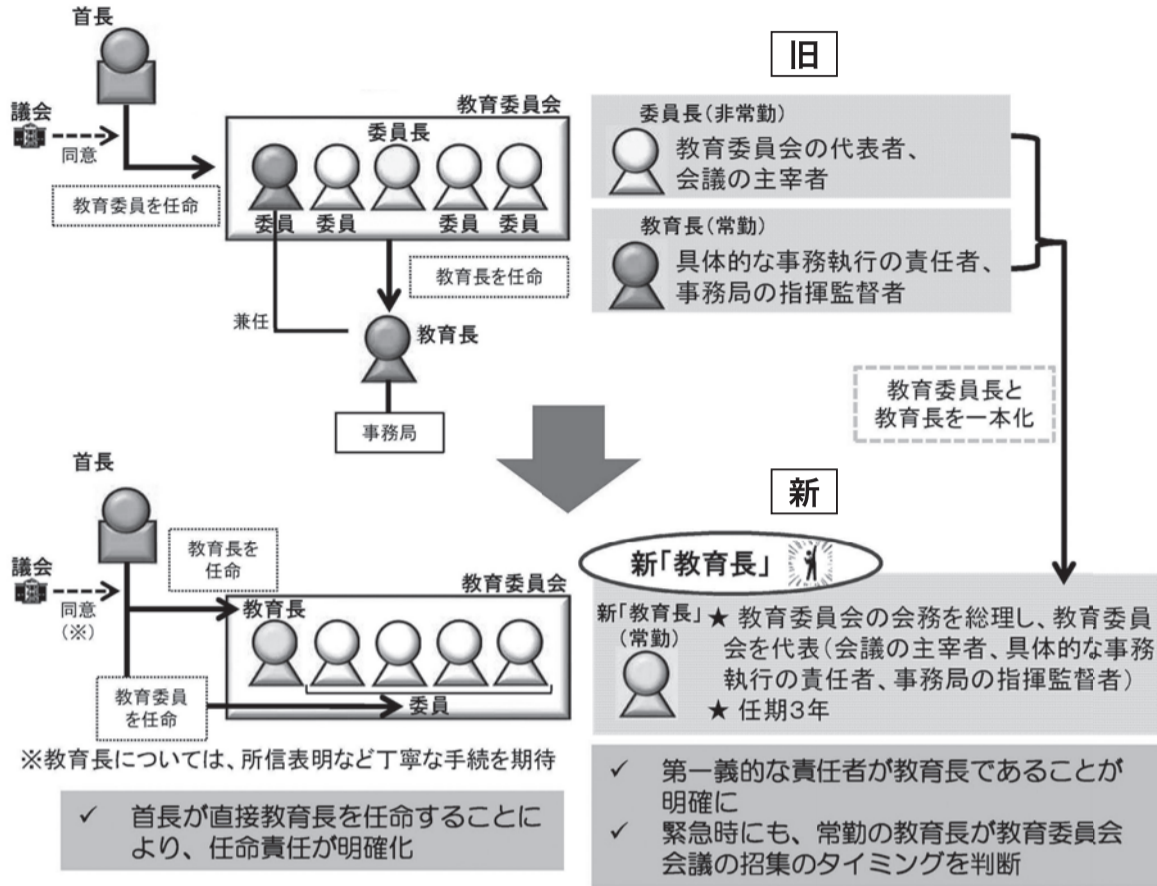 首長
議会
同意
教育委員を任命
教育委員会
委員長
委員
委員
委員
委員
教育長を任命
兼任
教育長
事務局
旧
委員長(非常勤)
教育委員会の代表者、
会議の主宰者
教育長(常勤)
具体的な事務執行の責任者、
事務局の指揮監督者
教育委員長と
教育長を一本化
首長
議会
同意
(※)
教育長を
任命
教育委員
を任命
教育委員会
教育長
委員
※教育長については、所信表明など丁寧な手続を期待
✓ 首長が直接教育長を任命することに
より、任命責任が明確化
新
新「教育長」
新「教育長」
(常勤)
★ 教育委員会の会務を総理し、教育委員
会を代表(会議の主宰者、具体的な事務
執行の責任者、事務局の指揮監督者)
★ 任期3年
✓ 第一義的な責任者が教育長であることが
明確に
✓ 緊急時にも、常勤の教育長が教育委員会
会議の招集のタイミングを判断